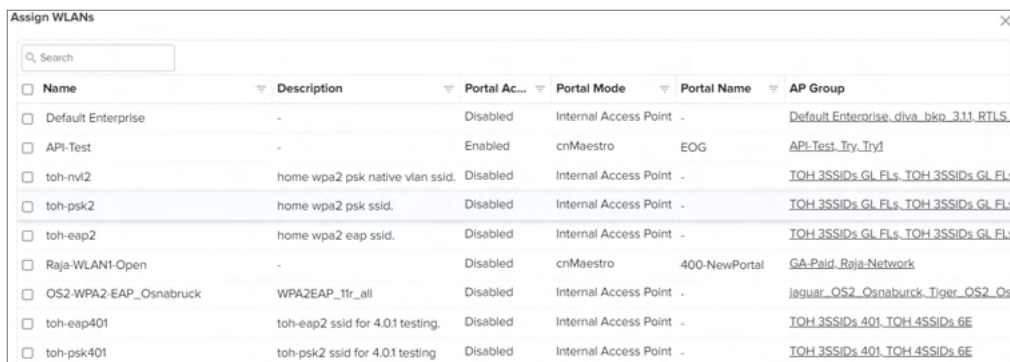 Assign WLANs
Search
Name Description Portal Ac... Portal Mode Portal Name AP Group
Default Enterprise - Disabled Internal Access Point - Default Enterprise, diva_bkp_3.1.1, RTLS_
API-Test - Enabled cnMaestro EOG API-Test, Try, Try1
toh-nvl2 home wpa2 psk native vlan ssid. Disabled Internal Access Point - TOH 3SSIDs GL FLs, TOH 3SSIDs GL FLs
toh-psk2 home wpa2 psk ssid. Disabled Internal Access Point - TOH 3SSIDs GL FLs, TOH 3SSIDs GL FLs
toh-eap2 home wpa2 eap ssid. Disabled Internal Access Point - TOH 3SSIDs GL FLs, TOH 3SSIDs GL FLs
Raja-WLAN1-Open - Disabled cnMaestro 400-NewPortal GA-Paid, Raja-Network
OS2-WPA2-EAP_Osnabruck WPA2EAP_11r_all Disabled Internal Access Point - jaguar_OS2_Osnaburck, Tiger_OS2_Os
toh-eap401 toh-eap2 ssid for 4.0.1 testing. Disabled Internal Access Point - TOH 3SSIDs 401, TOH 4SSIDs 6E
toh-psk401 toh-psk2 ssid for 4.0.1 testing Disabled Internal Access Point - TOH 3SSIDs 401, TOH 4SSIDs 6E